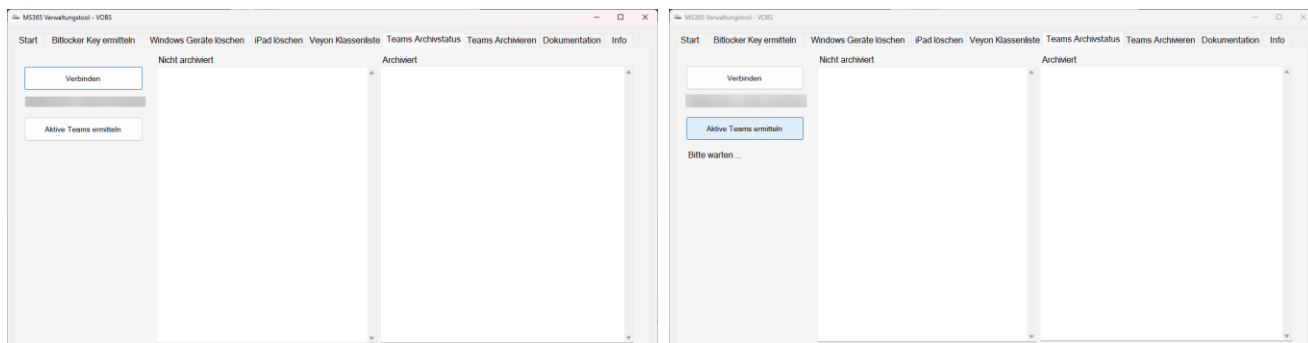 MS365 Verwaltungstool - VOBS
Start Bitlocker Key ermitteln Windows Geräte löschen iPad löschen Veyon Klassenliste Teams Archivstatus Teams Archivieren Dokumentation Info
Nicht archiviert Archiviert
Verbinden
Aktive Teams ermitteln
MS365 Verwaltungstool - VOBS
Start Bitlocker Key ermitteln Windows Geräte löschen iPad löschen Veyon Klassenliste Teams Archivstatus Teams Archivieren Dokumentation Info
Nicht archiviert Archiviert
Verbinden
Aktive Teams ermitteln
Bitte warten ...